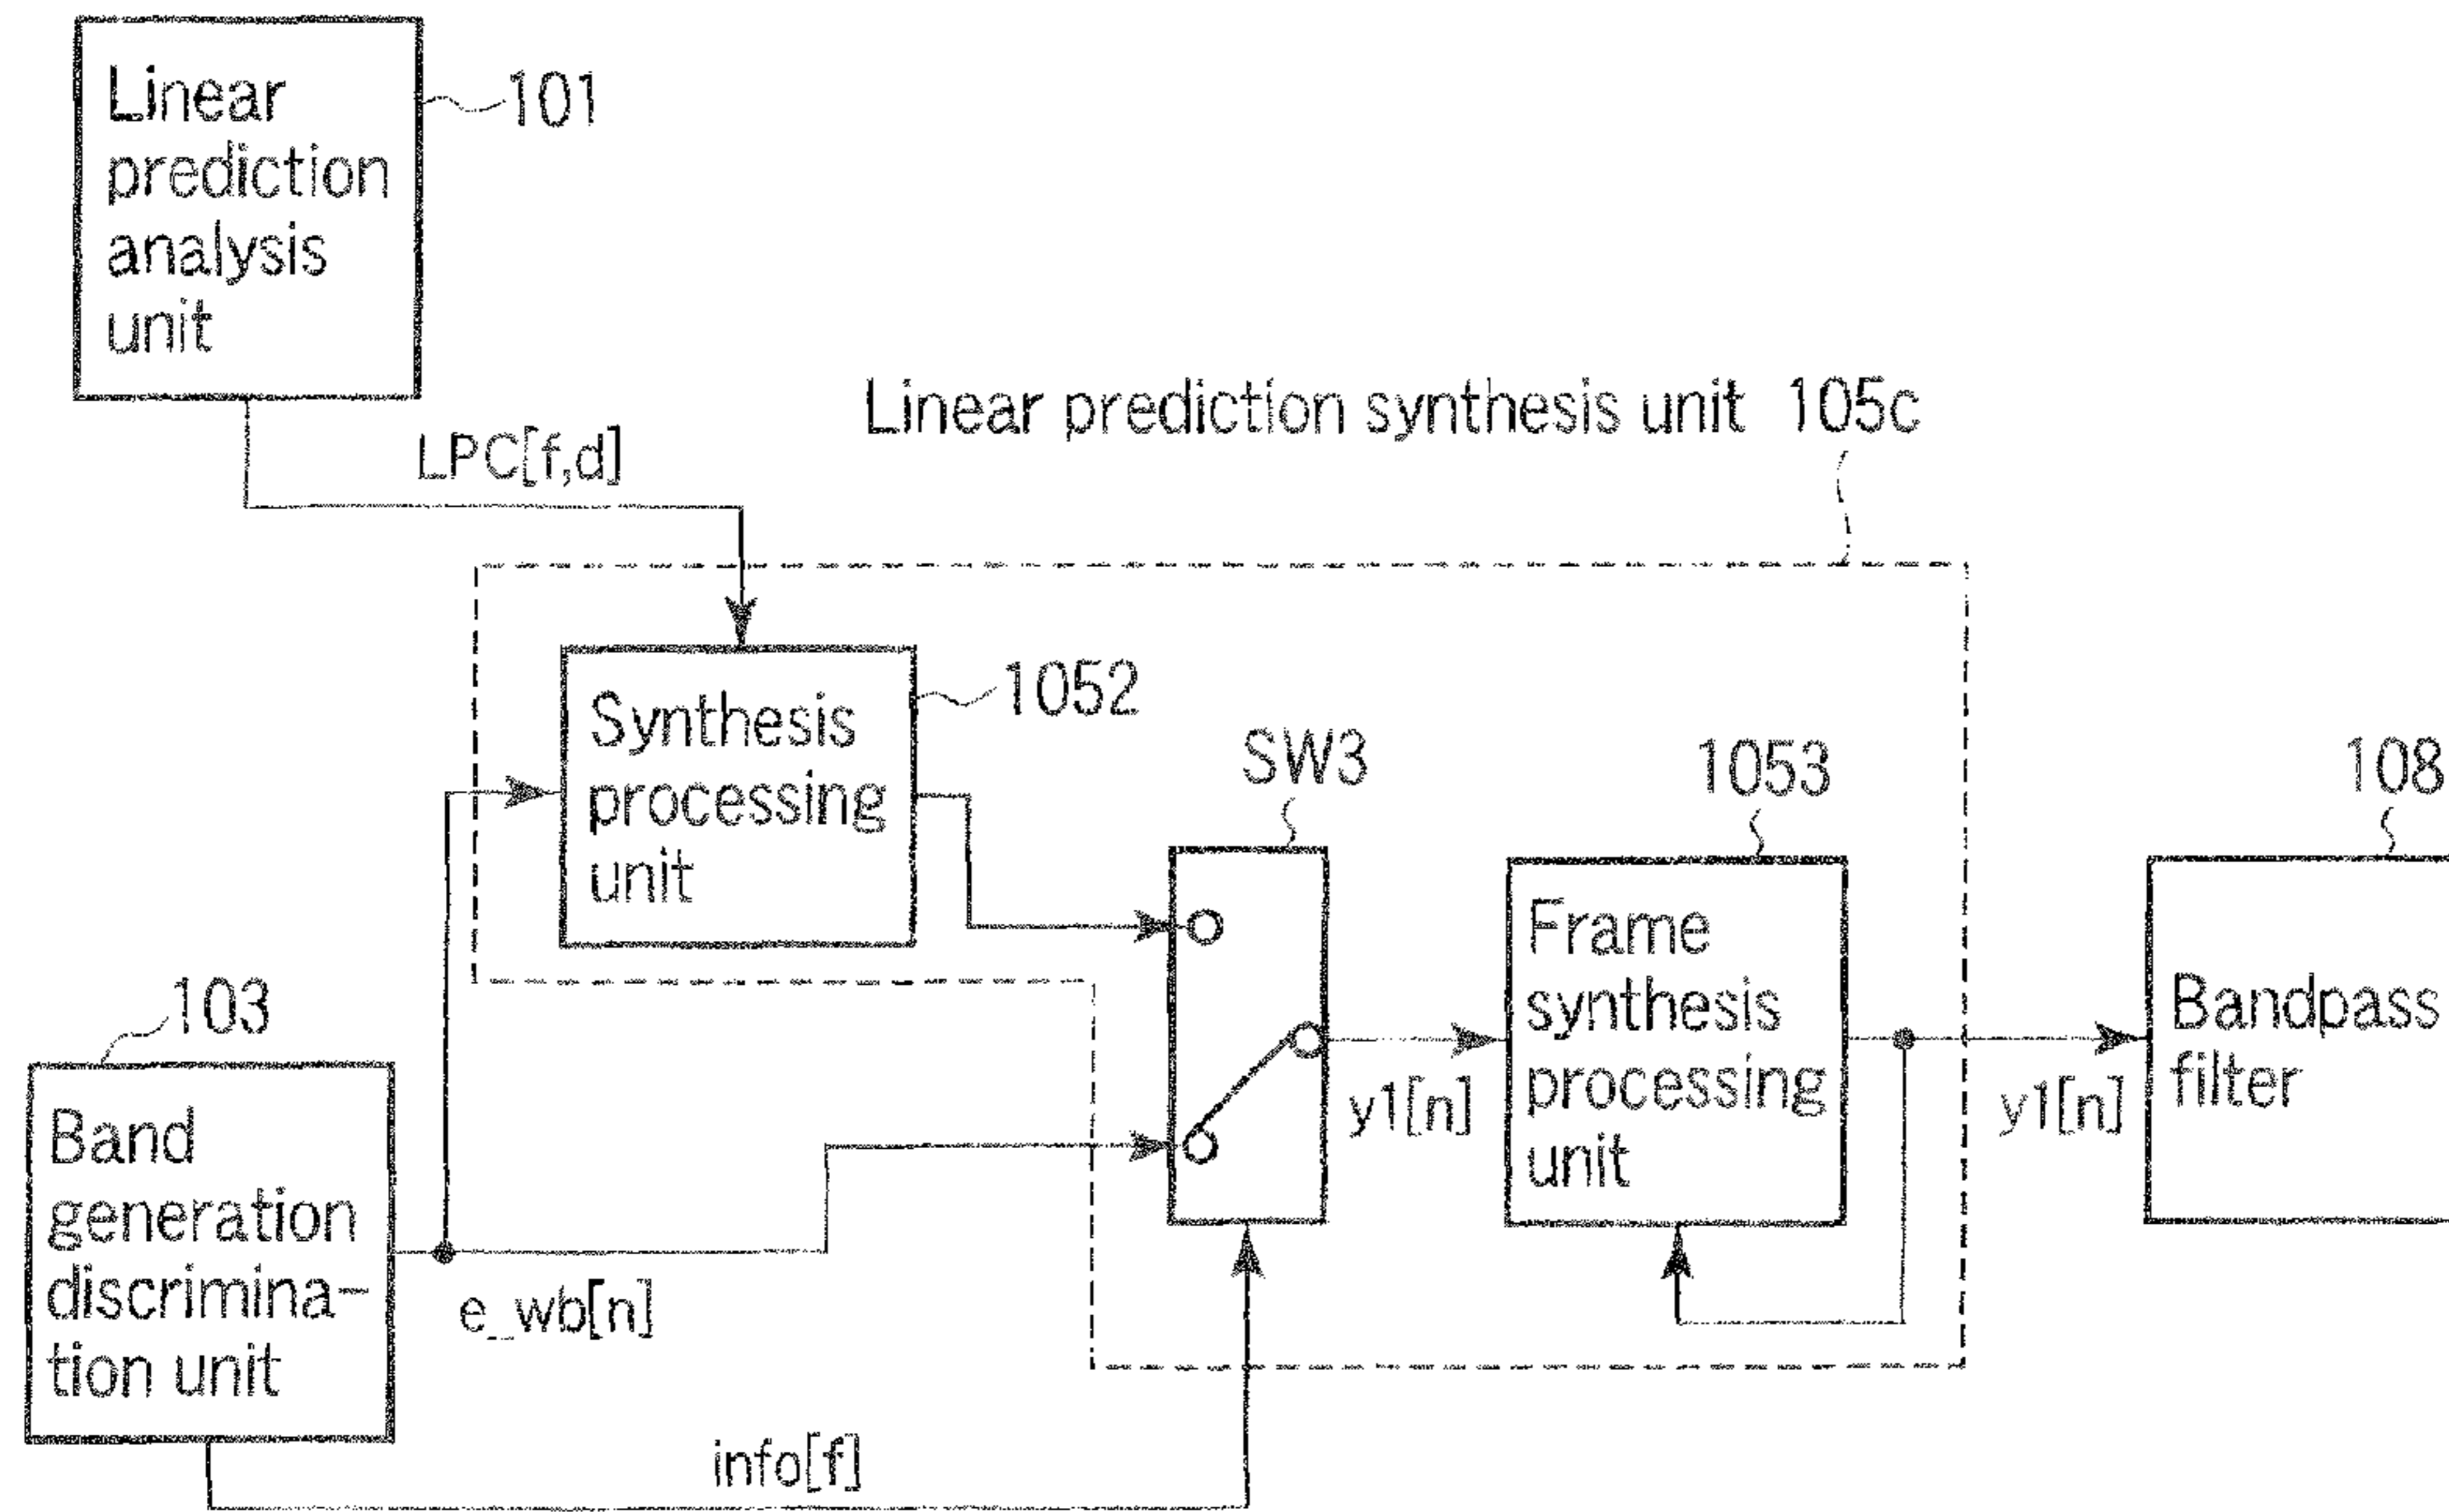 Linear
prediction
analysis
unit
101
LPC[f,d]
Linear prediction synthesis unit 105c
Synthesis
processing
unit
1052
SW3
1053
108
Frame
synthesis
processing
unit
Bandpass
filter
103
Band
generation
discrimina-
tion unit
e_wb[n]
y1[n]
y1[n]
info[f]